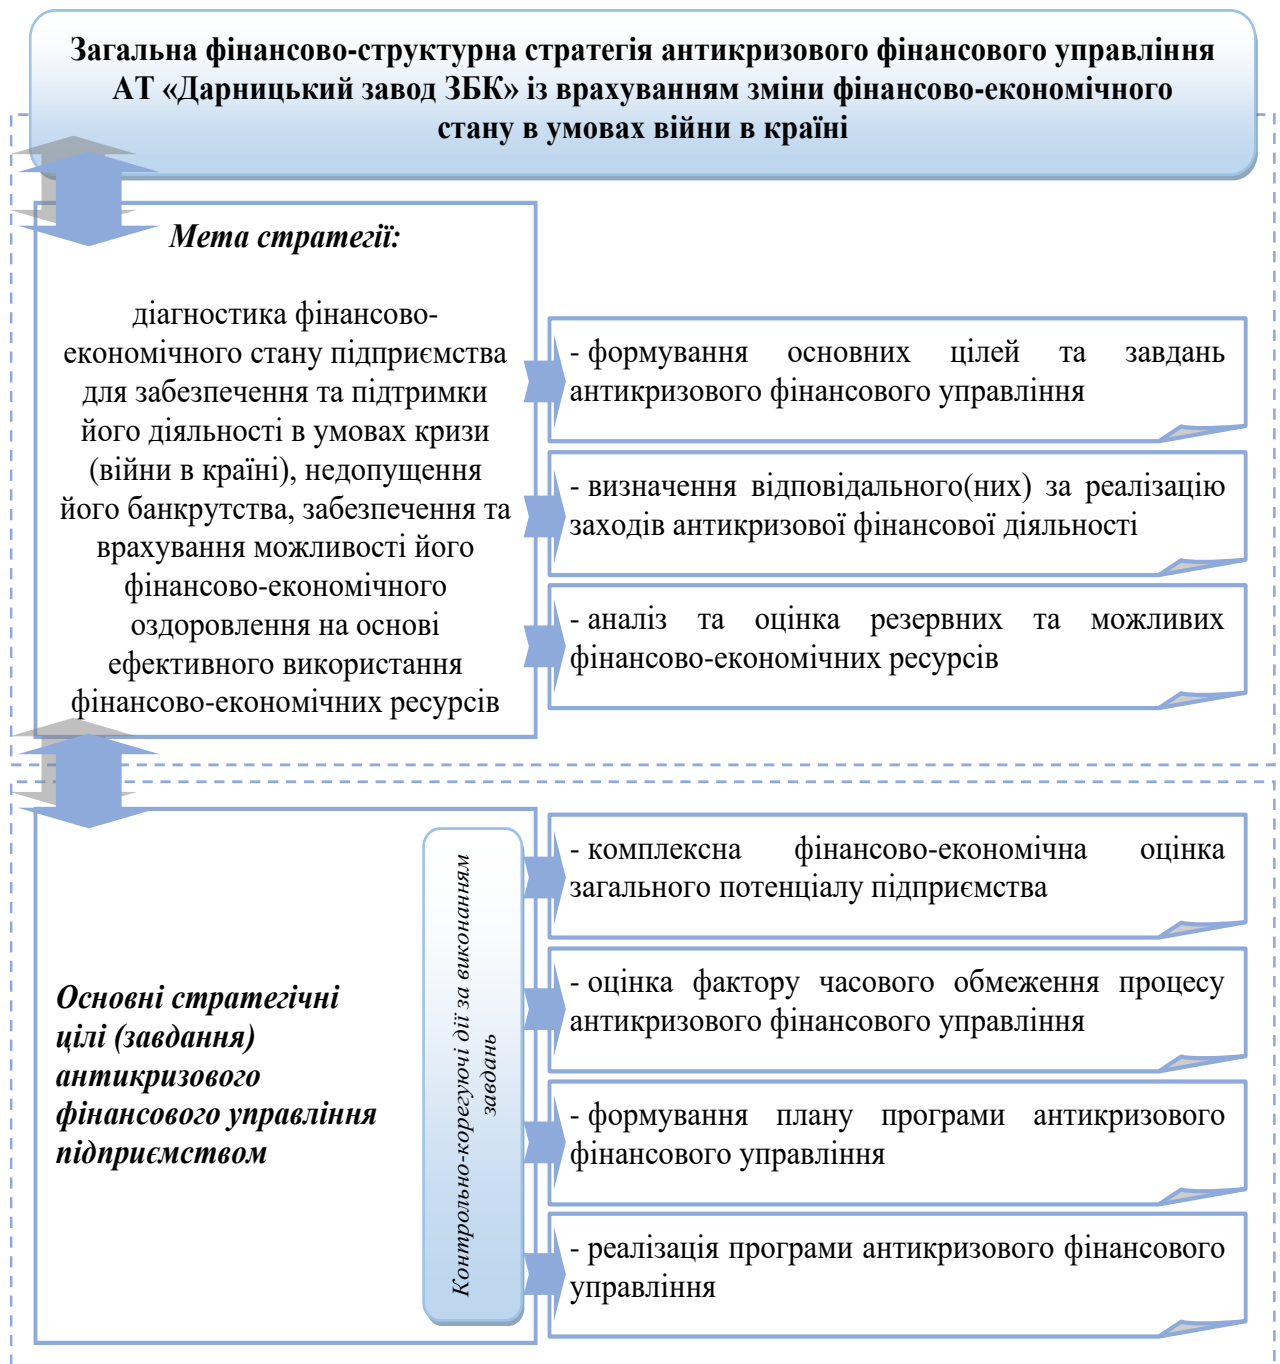 Загальна фінансово-структурна стратегія антикризового фінансового управління
АТ «Дарницький завод ЗБК» із врахуванням зміни фінансово-економічного
стану в умовах війни в країні
Мета стратегії:
діагностика фінансово-
економічного стану підприємства
для забезпечення та підтримки
його діяльності в умовах кризи
(війни в країні), недопущення
його банкрутства, забезпечення та
врахування можливості його
фінансово-економічного
оздоровлення на основі
ефективного використання
фінансово-економічних ресурсів
- формування основних цілей та завдань
антикризового фінансового управління
- визначення відповідального(них) за реалізацію
заходів антикризової фінансової діяльності
- аналіз та оцінка резервних та можливих
фінансово-економічних ресурсів
Основні стратегічні
цілі (завдання)
антикризового
фінансового управління
підприємством
Контрольно-корегуючі дії за виконанням
завдань
- комплексна фінансово-економічна оцінка
загального потенціалу підприємства
- оцінка фактору часового обмеження процесу
антикризового фінансового управління
- формування плану програми антикризового
фінансового управління
- реалізація програми антикризового фінансового
управління